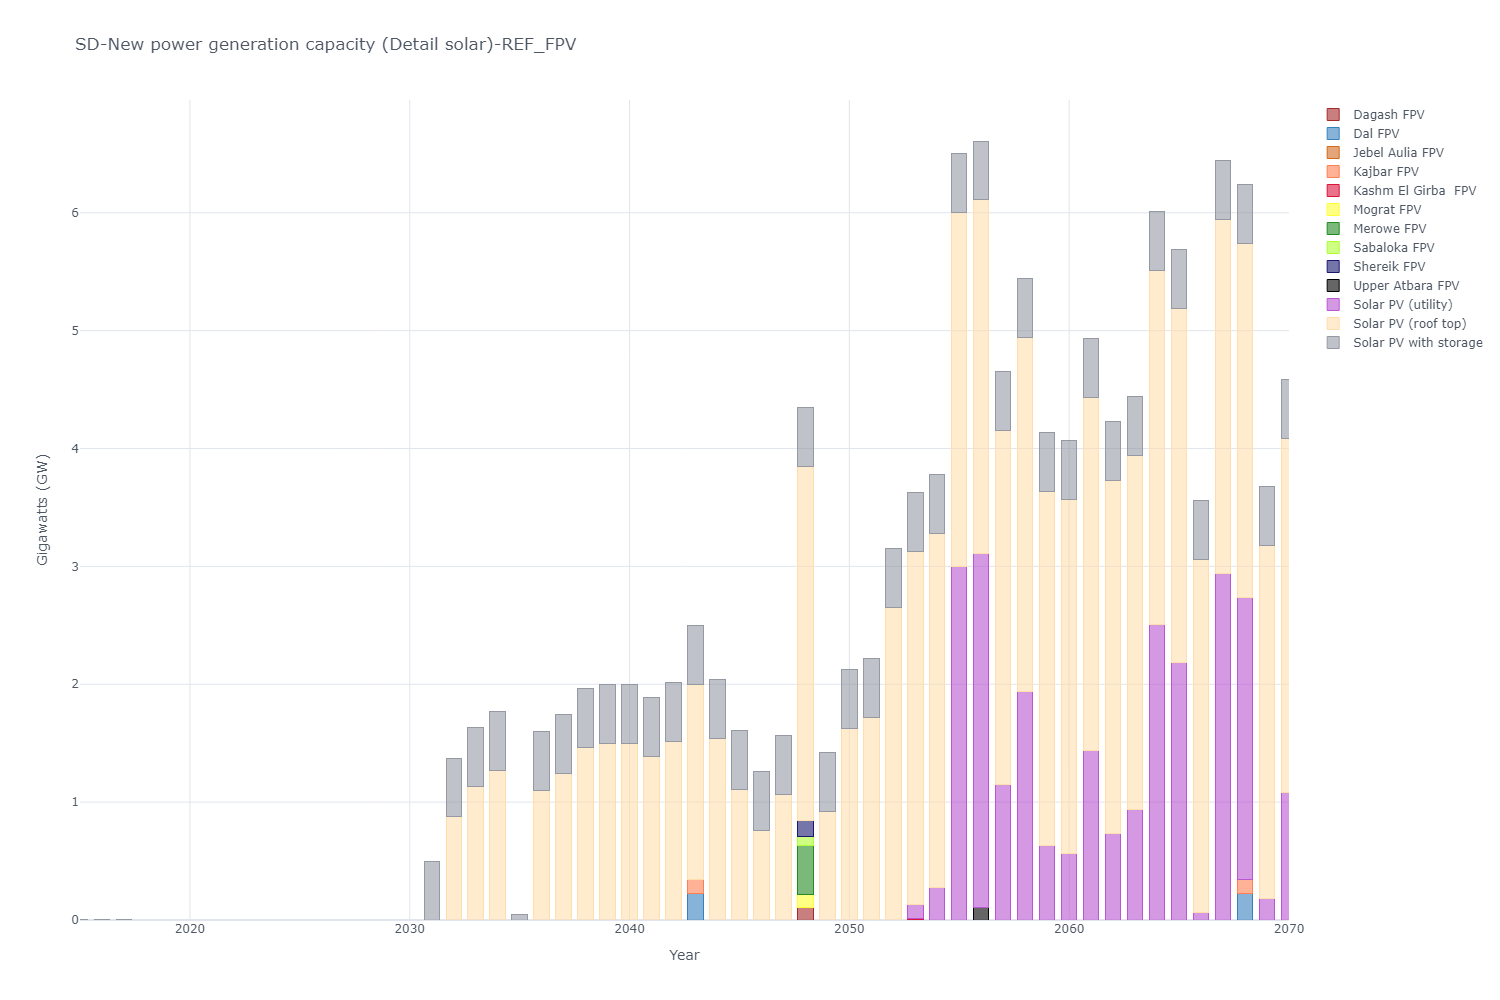 SD-New power generation capacity (Detail solar)-REF_FPV
Gigawatts (GW)
6
5
4
3
2
1
0
2020
2030
2040
2050
2060
2070
Year
Dagash FPV
Dal FPV
Jebel Aulia FPV
Kajbar FPV
Kashm El Girba  FPV
Mograt FPV
Merowe FPV
Sabaloka FPV
Shereik FPV
Upper Atbara FPV
Solar PV (utility)
Solar PV (roof top)
Solar PV with storage